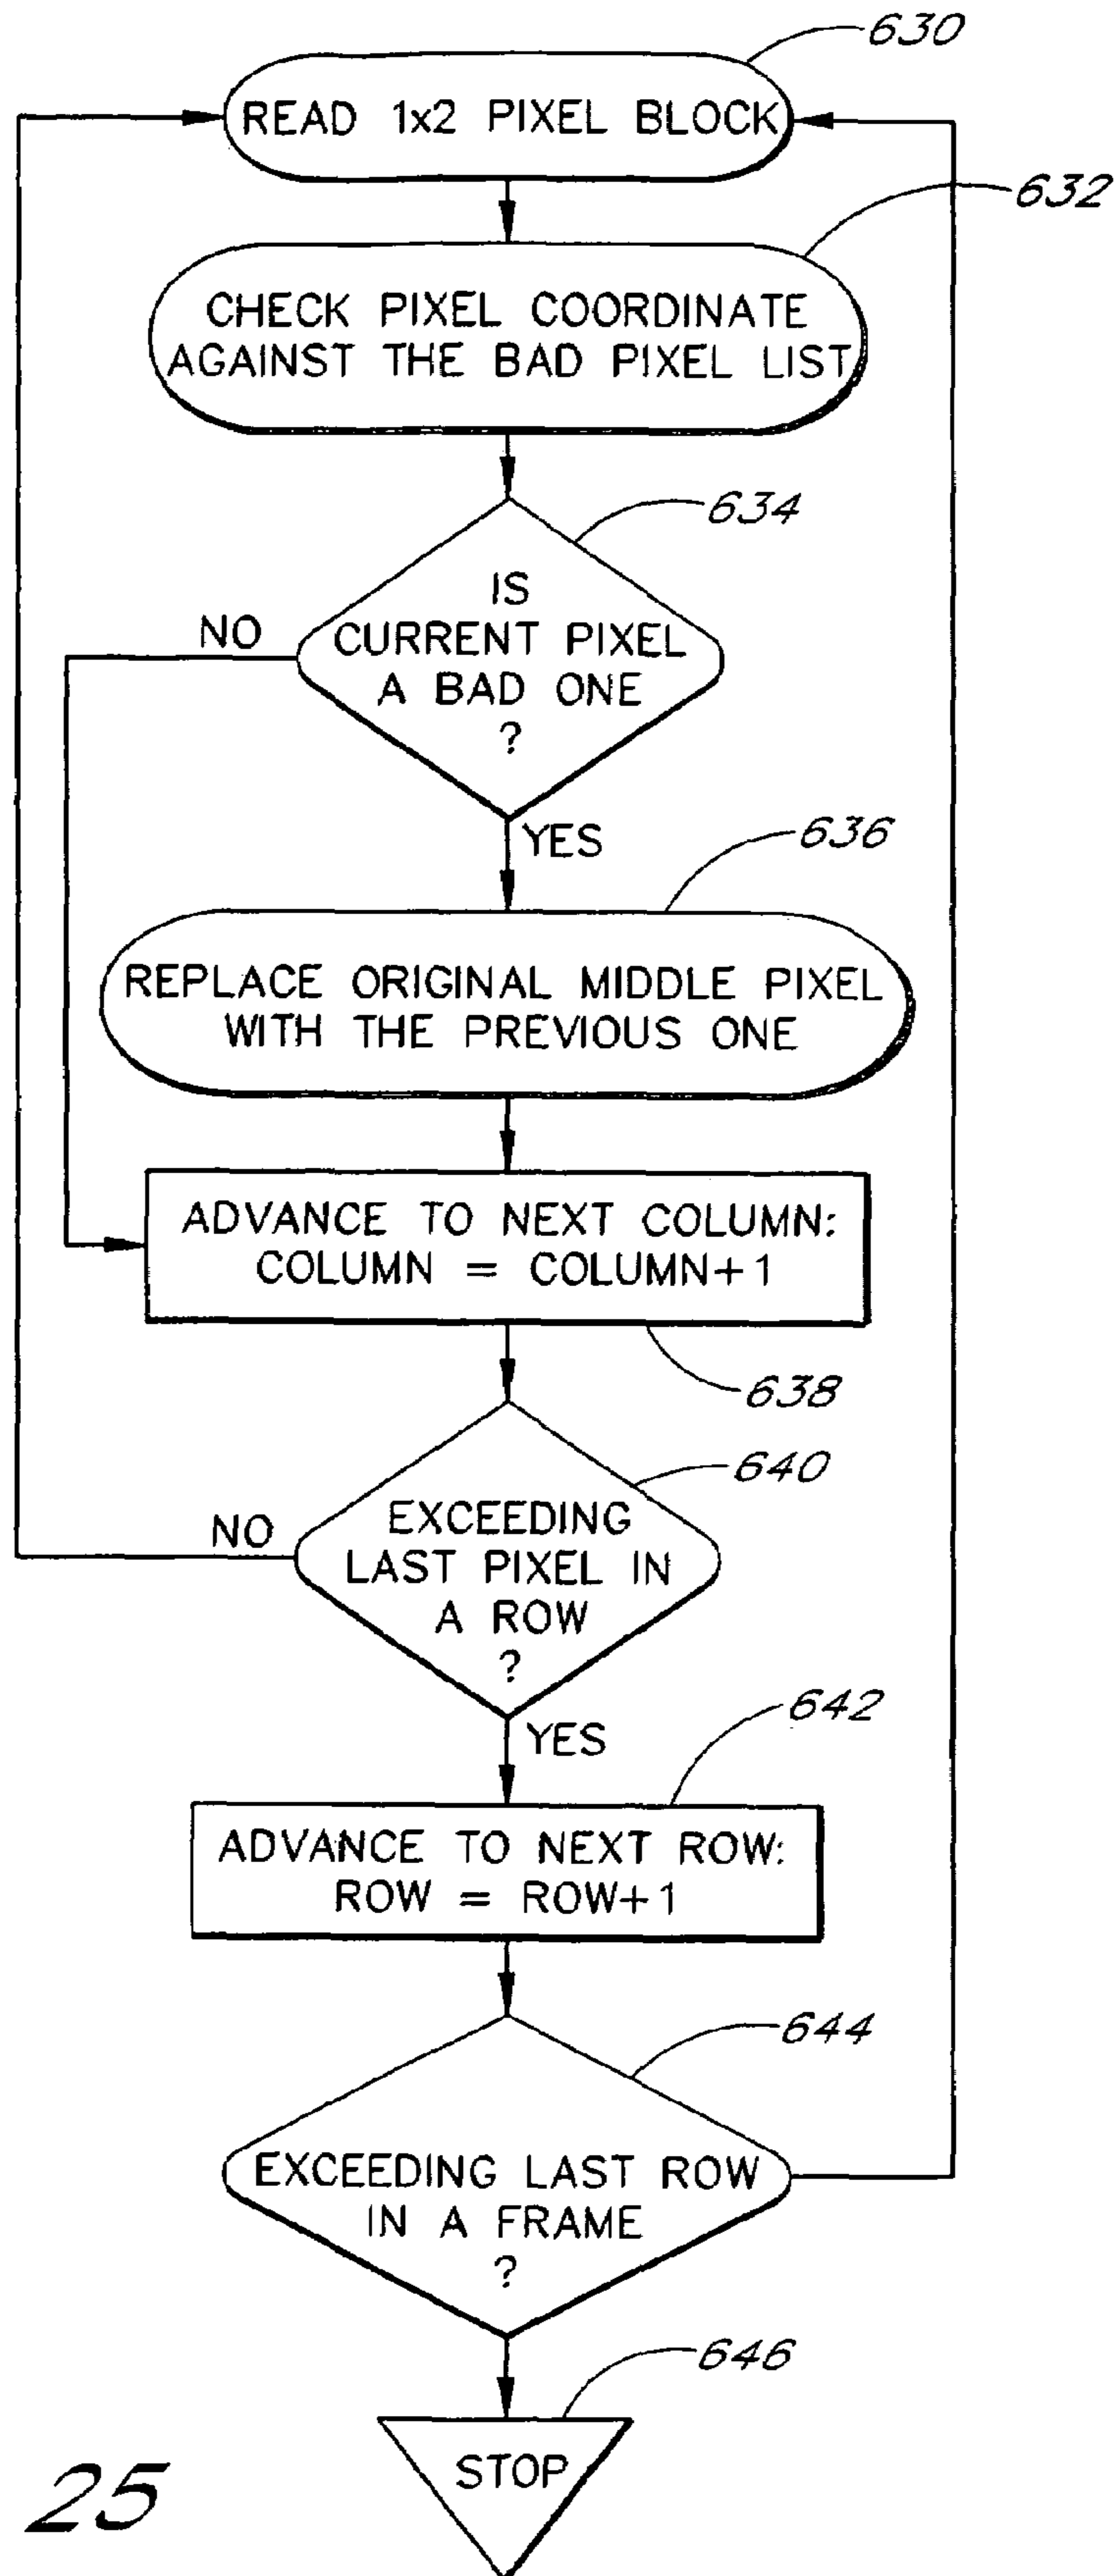 630
READ 1x2 PIXEL BLOCK
632
CHECK PIXEL COORDINATE
AGAINST THE BAD PIXEL LIST
634
IS
CURRENT PIXEL
A BAD ONE
?
NO
YES
636
REPLACE ORIGINAL MIDDLE PIXEL
WITH THE PREVIOUS ONE
ADVANCE TO NEXT COLUMN:
COLUMN = COLUMN+1
638
640
EXCEEDING
LAST PIXEL IN
A ROW
?
NO
YES
642
ADVANCE TO NEXT ROW:
ROW = ROW+1
644
EXCEEDING LAST ROW
IN A FRAME
?
646
STOP
25